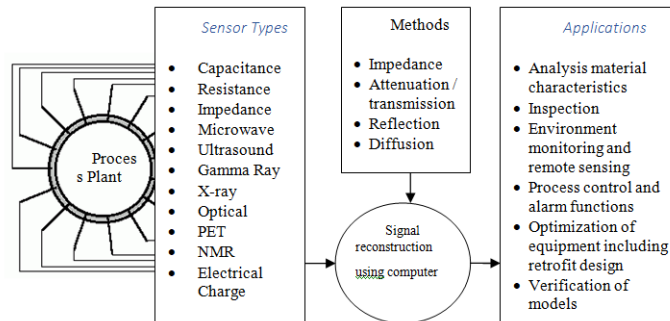 Proces
s Plant
Sensor Types
• Capacitance
• Resistance
• Impedance
• Microwave
• Ultrasound
• Gamma Ray
• X-ray
• Optical
• PET
• NMR
• Electrical
Charge
Methods
• Impedance
• Attenuation /
transmission
• Reflection
• Diffusion
Signal
reconstruction
using computer
Applications
• Analysis material
characteristics
• Inspection
• Environment
monitoring and
remote sensing
• Process control and
alarm functions
• Optimization of
equipment including
retrofit design
• Verification of
models